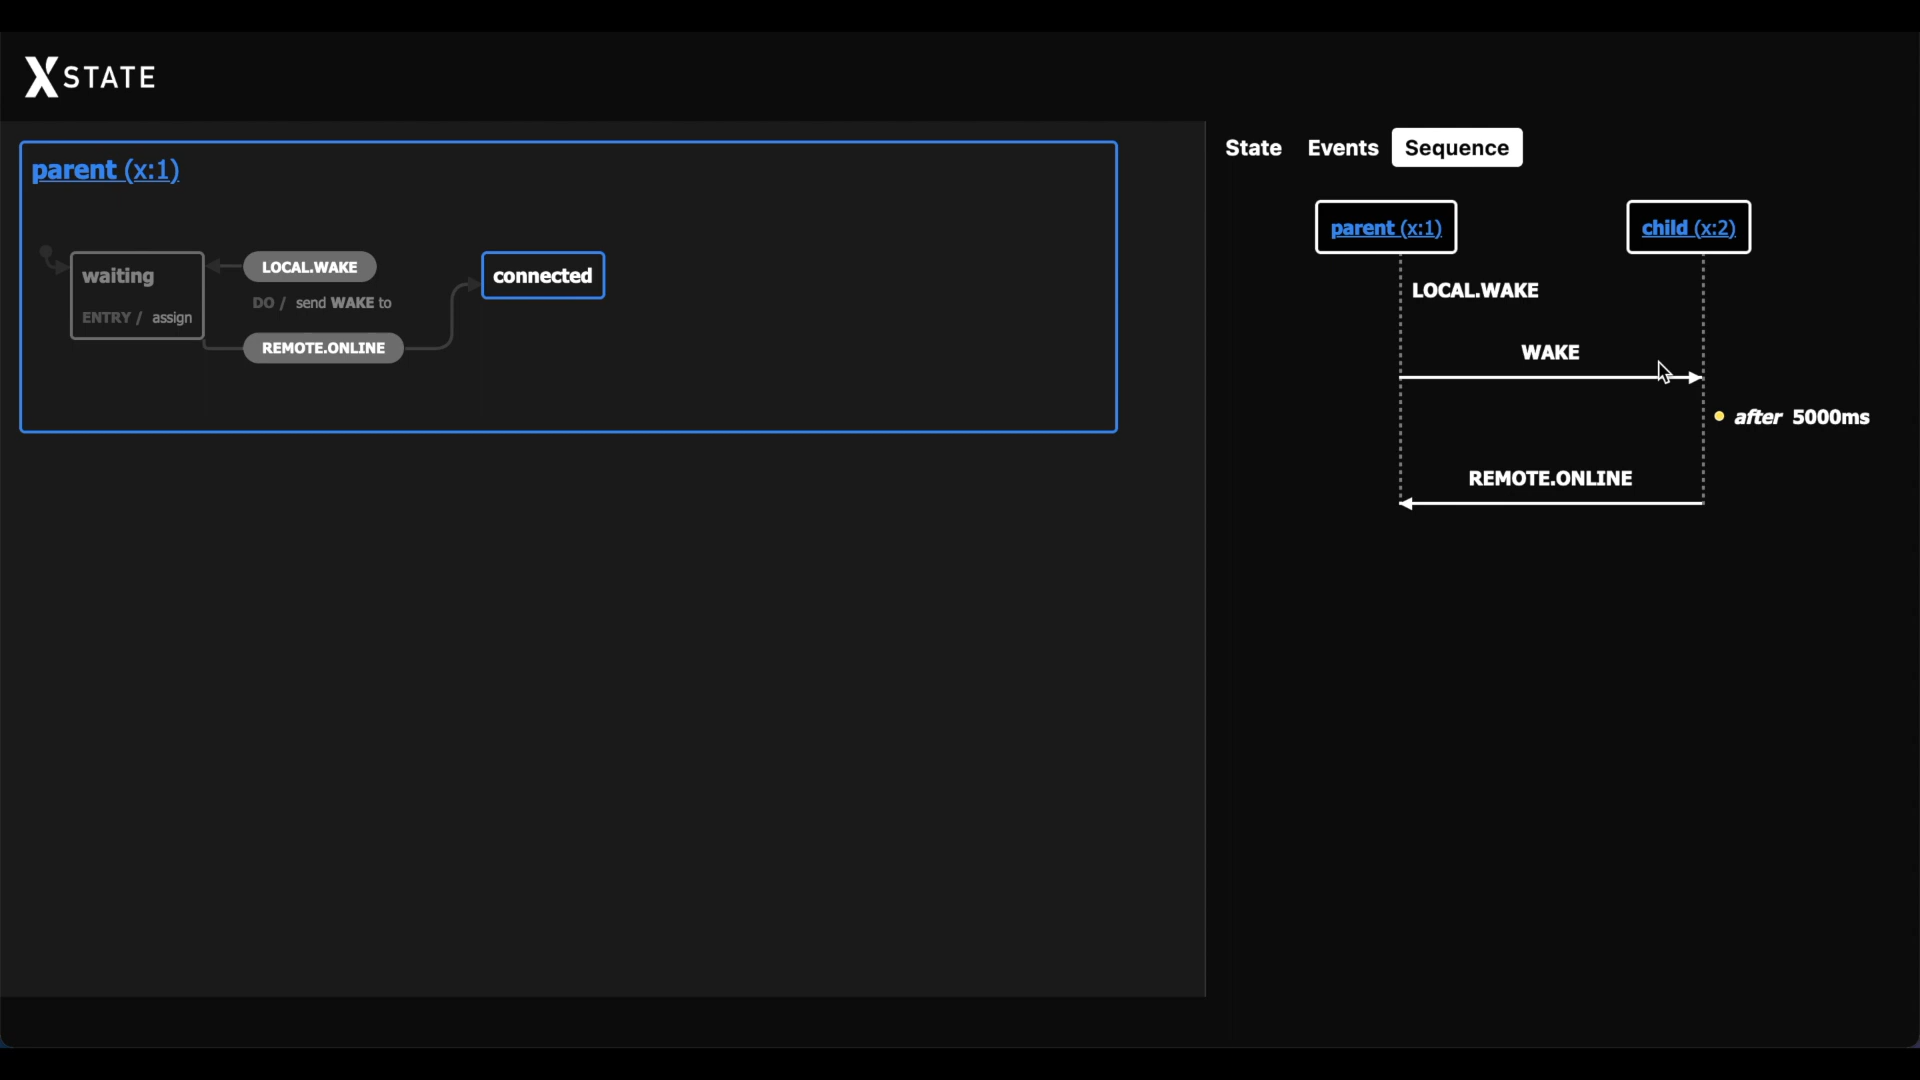 XSTATE
parent (x:1)
waiting
ENTRY / assign
LOCAL.WAKE
DO / send WAKE to
REMOTE.ONLINE
connected
State Events Sequence
parent (x:1) child (x:2)
LOCAL.WAKE
WAKE
after 5000ms
REMOTE.ONLINE